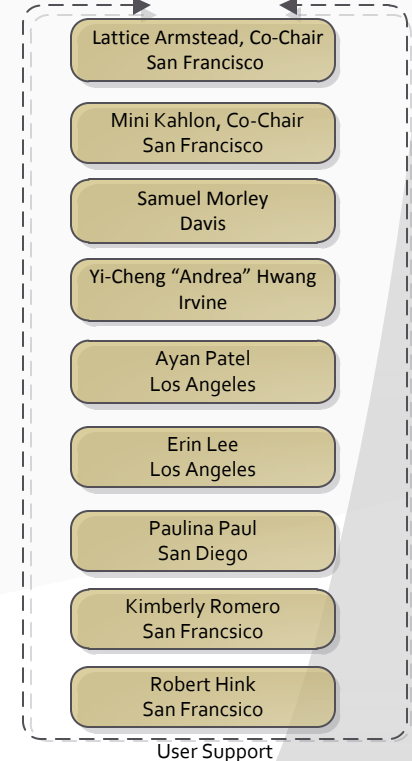 Lattice Armstead, Co-Chair
San Francisco
Mini Kahlon, Co-Chair
San Francisco
Samuel Morley
Davis
Yi-Cheng “Andrea” Hwang
Irvine
Ayan Patel
Los Angeles
Erin Lee
Los Angeles
Paulina Paul
San Diego
Kimberly Romero
San Francsico
Robert Hink
San Francsico
User Support